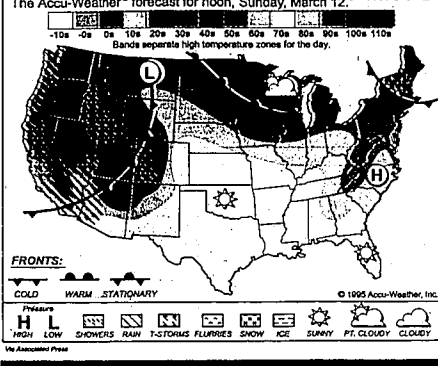 The Accu-Weather™ forecast for noon, Sunday, March 12.
-10s -0s 0s 10s 20s 30s 40s 50s 60s 70s 80s 90s 100s 110s
Bands separate high temperature zones for the day.
L
H
FRONTS:
COLD WARM STATIONARY
© 1995 Accu-Weather, Inc.
Pressure
H L
HIGH LOW SHOWERS RAIN T-STORMS FLURRIES SNOW ICE SUNNY PT. CLOUDY CLOUDY
Via Associated Press